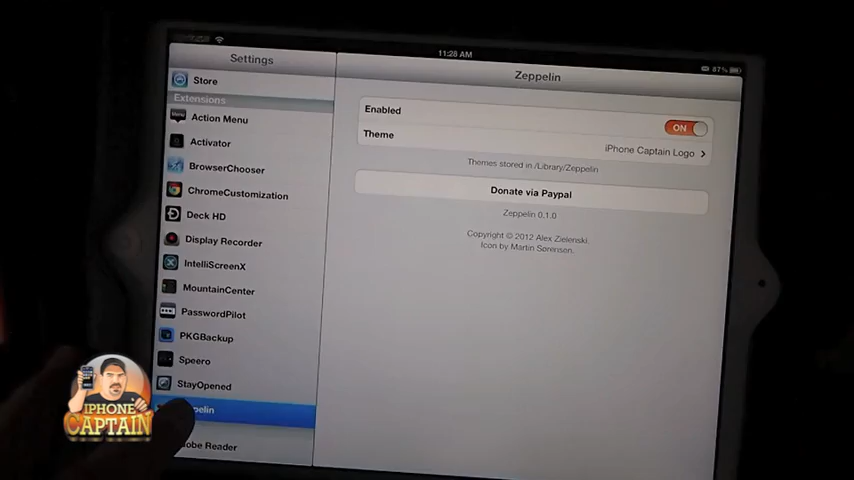 11:28 AM
87%
Settings
Zeppelin
Store
Extensions
Action Menu
Activator
BrowserChooser
ChromeCustomization
Deck HD
Display Recorder
IntelliScreenX
MountainCenter
PasswordPilot
PKGBackup
Speero
StayOpened
pelin
obe Reader
Enabled
ON
Theme
iPhone Captain Logo
Themes stored in /Library/Zeppelin
Donate via Paypal
Zeppelin 0.1.0
Copyright © 2012 Alex Zielenski.
Icon by Martin Sørensen.
IPHONE
CAPTAIN